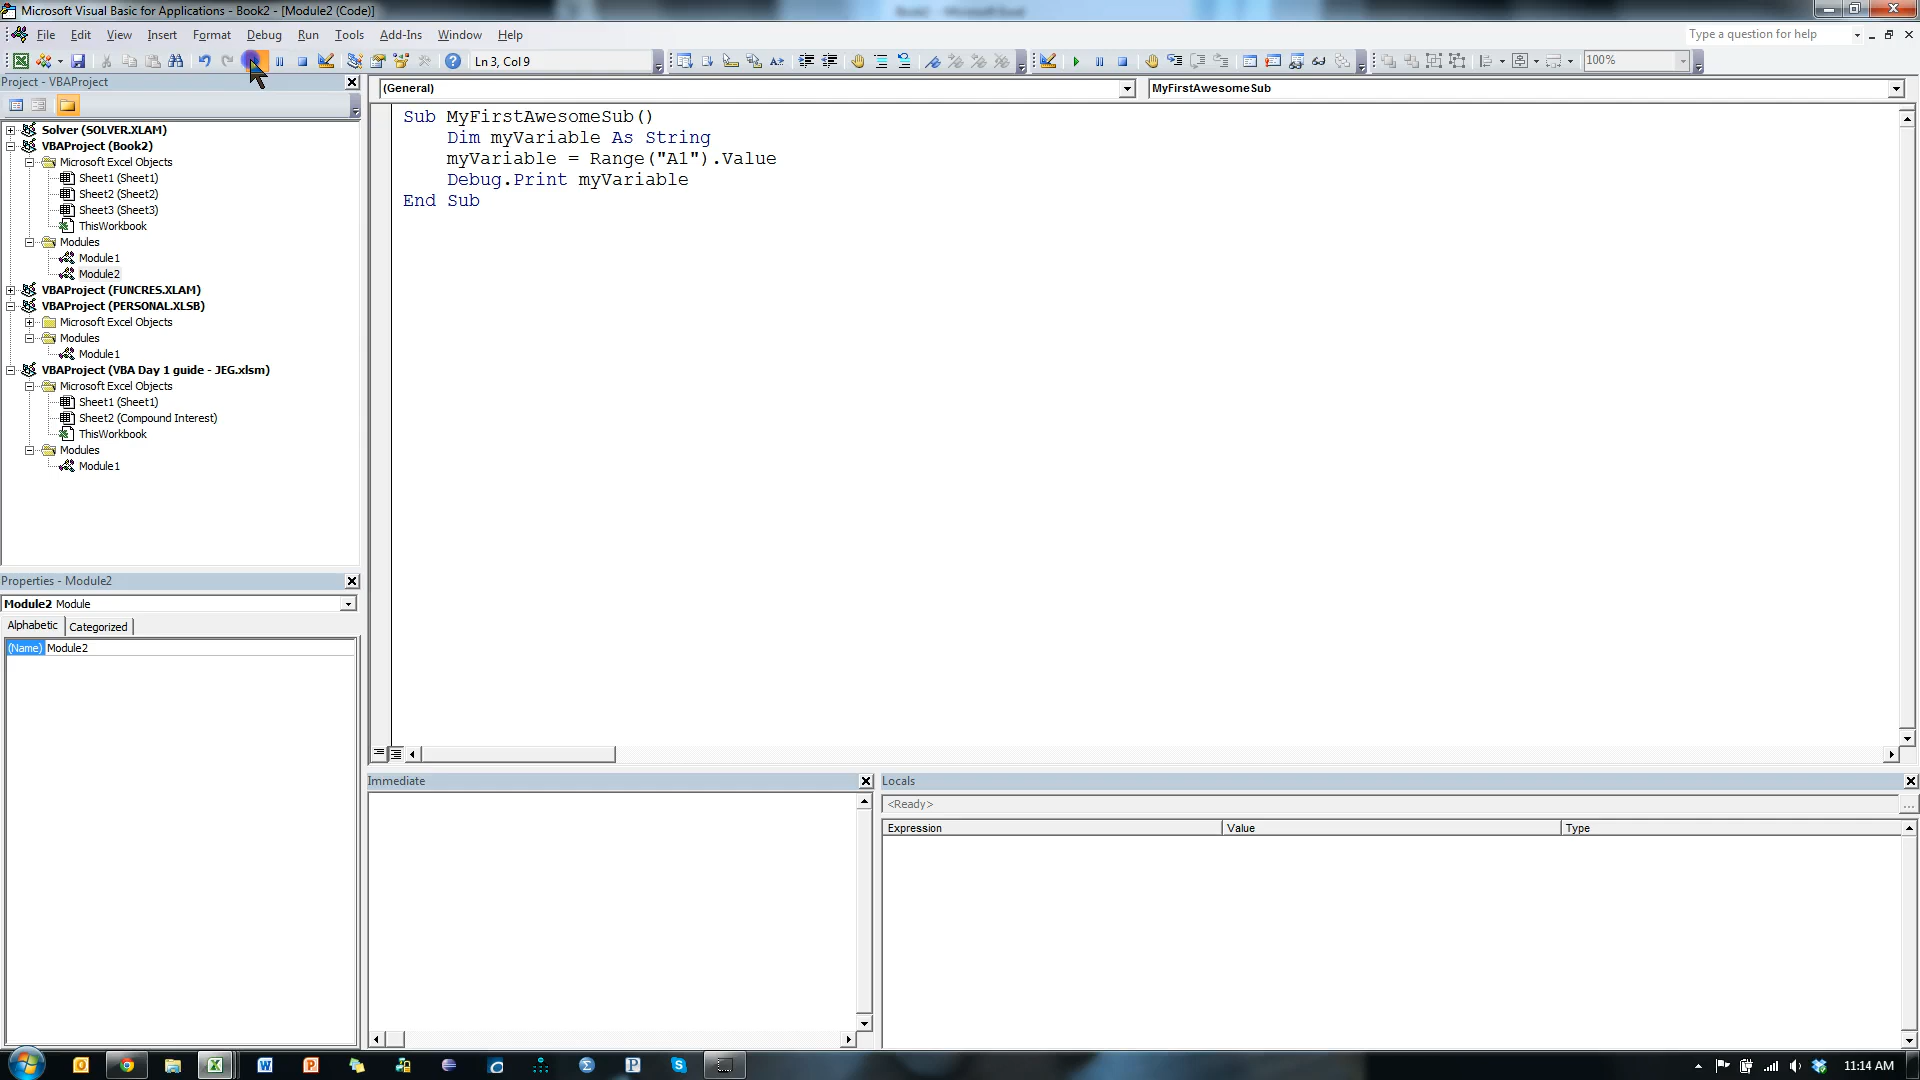 Microsoft Visual Basic for Applications - Book2 - [Module2 (Code)]
File Edit View Insert Format Debug Run Tools Add-Ins Window Help
Type a question for help
Ln 3, Col 9
100%
Project - VBAProject
(General)
MyFirstAwesomeSub
Solver (SOLVER.XLAM)
VBAProject (Book2)
Microsoft Excel Objects
Sheet1 (Sheet1)
Sheet2 (Sheet2)
Sheet3 (Sheet3)
ThisWorkbook
Modules
Module1
Module2
VBAProject (FUNCRES.XLAM)
VBAProject (PERSONAL.XLSB)
Microsoft Excel Objects
Modules
Module1
VBAProject (VBA Day 1 guide - JEG.xlsm)
Microsoft Excel Objects
Sheet1 (Sheet1)
Sheet2 (Compound Interest)
ThisWorkbook
Modules
Module1
Sub MyFirstAwesomeSub()
Dim myVariable As String
myVariable = Range("A1").Value
Debug.Print myVariable
End Sub
Properties - Module2
Module2 Module
Alphabetic Categorized
(Name) Module2
Immediate
Locals
<Ready>
Expression Value Type
11:14 AM